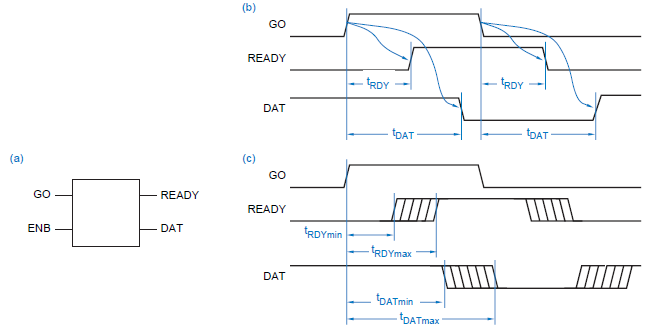 (a)
GO
ENB
READY
DAT
(b)
GO
READY
DAT
tRDY
tRDY
tDAT
tDAT
(c)
GO
READY
tRDYmin
tRDYmax
DAT
tDATmin
tDATmax